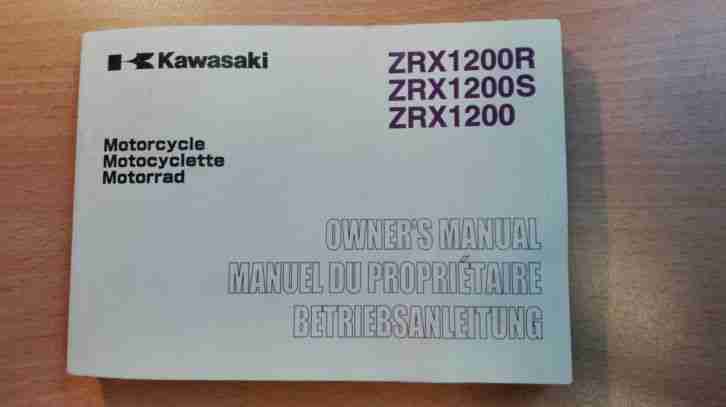 Kawasaki
ZRX1200R
ZRX1200S
ZRX1200
Motorcycle
Motocyclette
Motorrad
OWNER'S MANUAL
MANUEL DU PROPRIÉTAIRE
BETRIEBSANLEITUNG